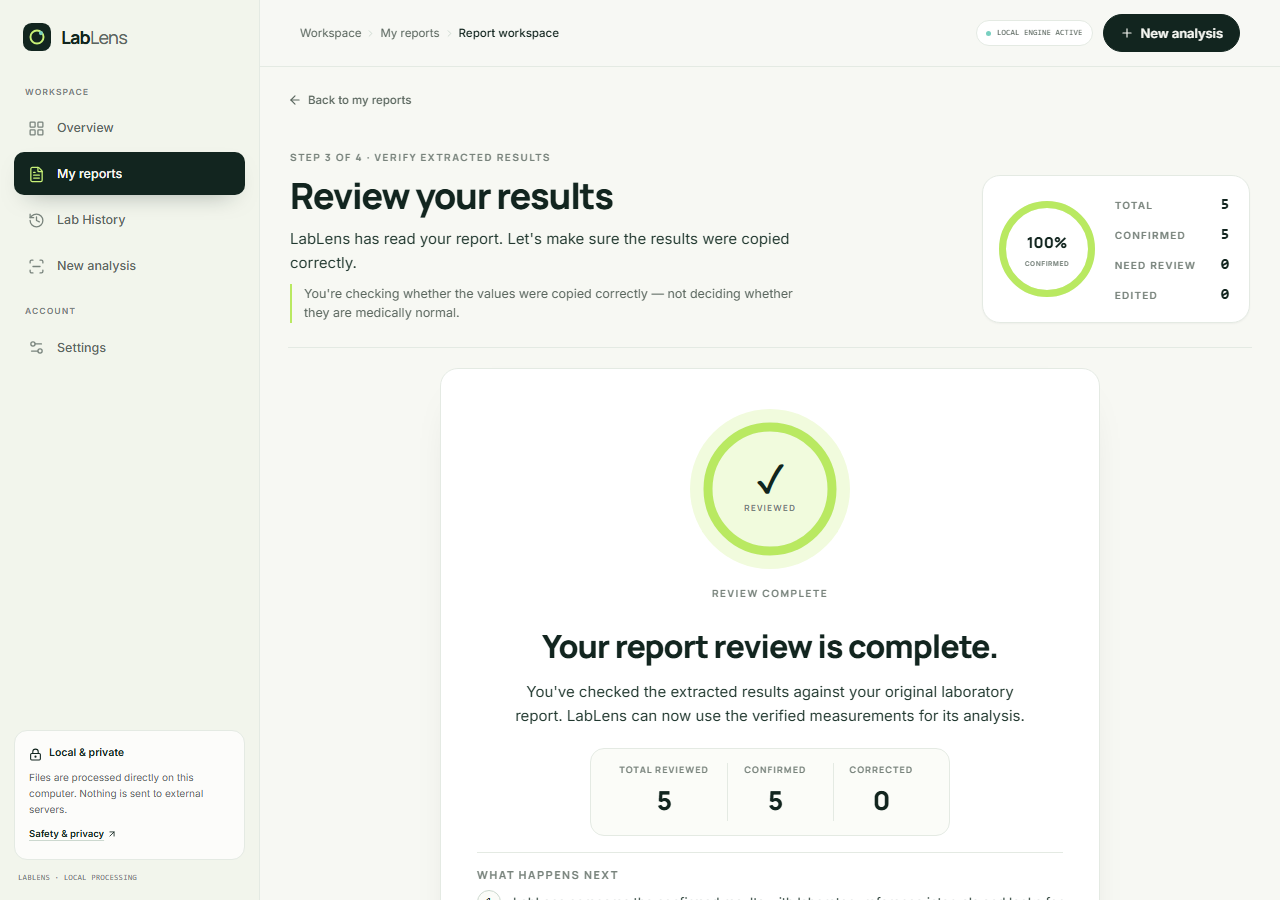 LabLens
WORKSPACE
Overview
My reports
Lab History
New analysis
ACCOUNT
Settings
Local & private
Files are processed directly on this
computer. Nothing is sent to external
servers.
Safety & privacy
LABLENS · LOCAL PROCESSING
Workspace › My reports › Report workspace
LOCAL ENGINE ACTIVE
+ New analysis
Back to my reports
STEP 3 OF 4 · VERIFY EXTRACTED RESULTS
Review your results
LabLens has read your report. Let's make sure the results were copied
correctly.
You're checking whether the values were copied correctly — not deciding whether
they are medically normal.
100%
CONFIRMED
TOTAL 5
CONFIRMED 5
NEED REVIEW 0
EDITED 0
✓
REVIEWED
REVIEW COMPLETE
Your report review is complete.
You've checked the extracted results against your original laboratory
report. LabLens can now use the verified measurements for its analysis.
TOTAL REVIEWED CONFIRMED CORRECTED
5 5 0
WHAT HAPPENS NEXT